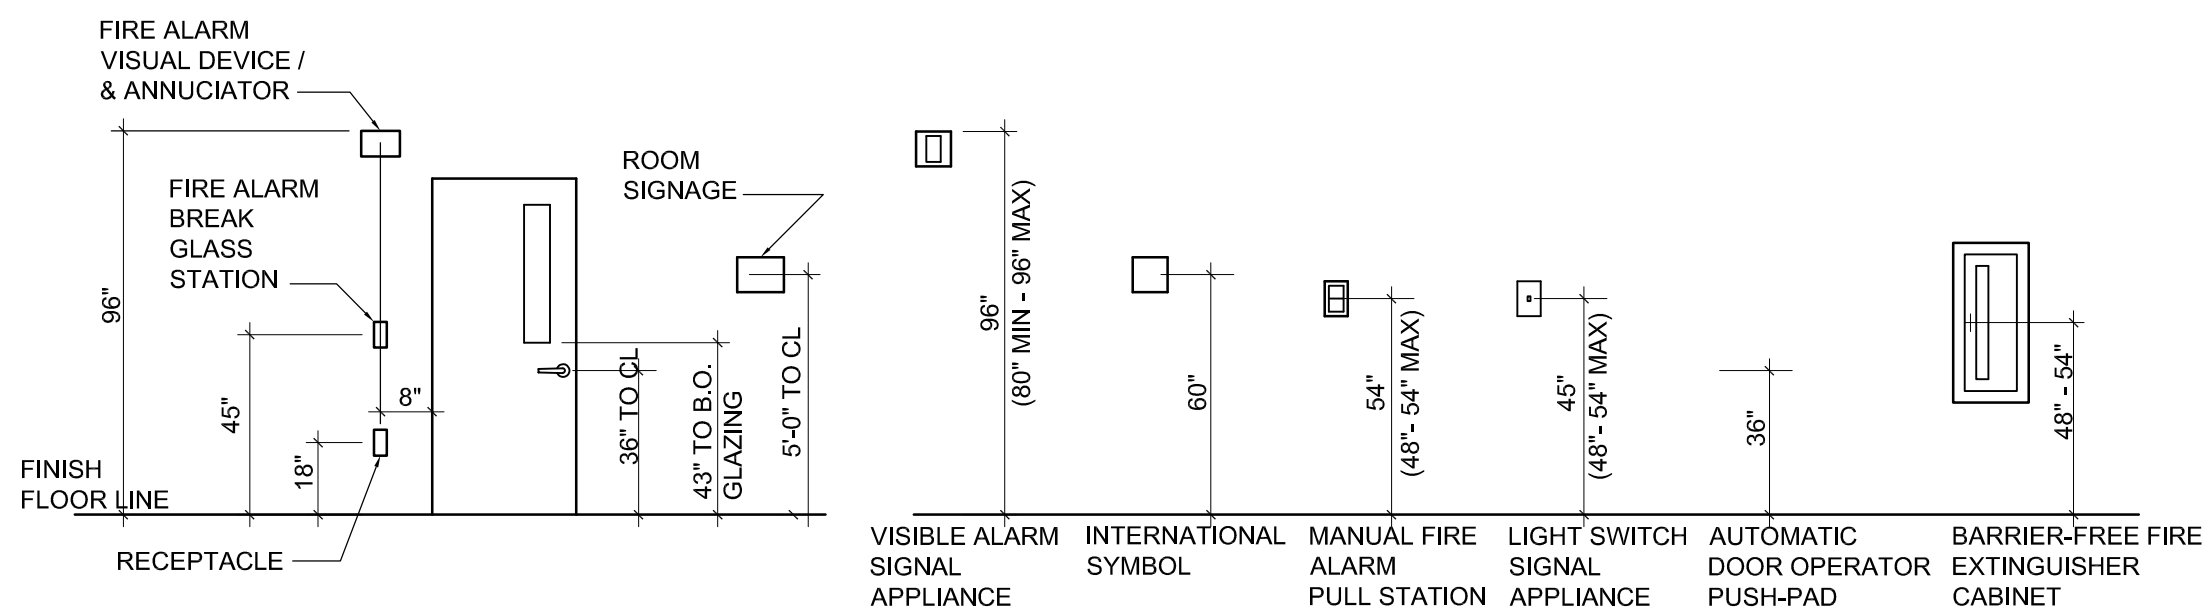 FIRE ALARM
VISUAL DEVICE /
& ANNUCIATOR
FIRE ALARM
BREAK
GLASS
STATION
ROOM
SIGNAGE
96"
45"
18"
8"
36" TO CL
43" TO B.O.
GLAZING
5'-0" TO CL
FINISH
FLOOR LINE
RECEPTACLE
96"
(80" MIN - 96" MAX)
60"
54"
(48"- 54" MAX)
45"
(48"- 54" MAX)
36"
48" - 54"
VISIBLE ALARM
SIGNAL
APPLIANCE
INTERNATIONAL
SYMBOL
MANUAL FIRE
ALARM
PULL STATION
LIGHT SWITCH
SIGNAL
APPLIANCE
AUTOMATIC
DOOR OPERATOR
PUSH-PAD
BARRIER-FREE FIRE
EXTINGUISHER
CABINET